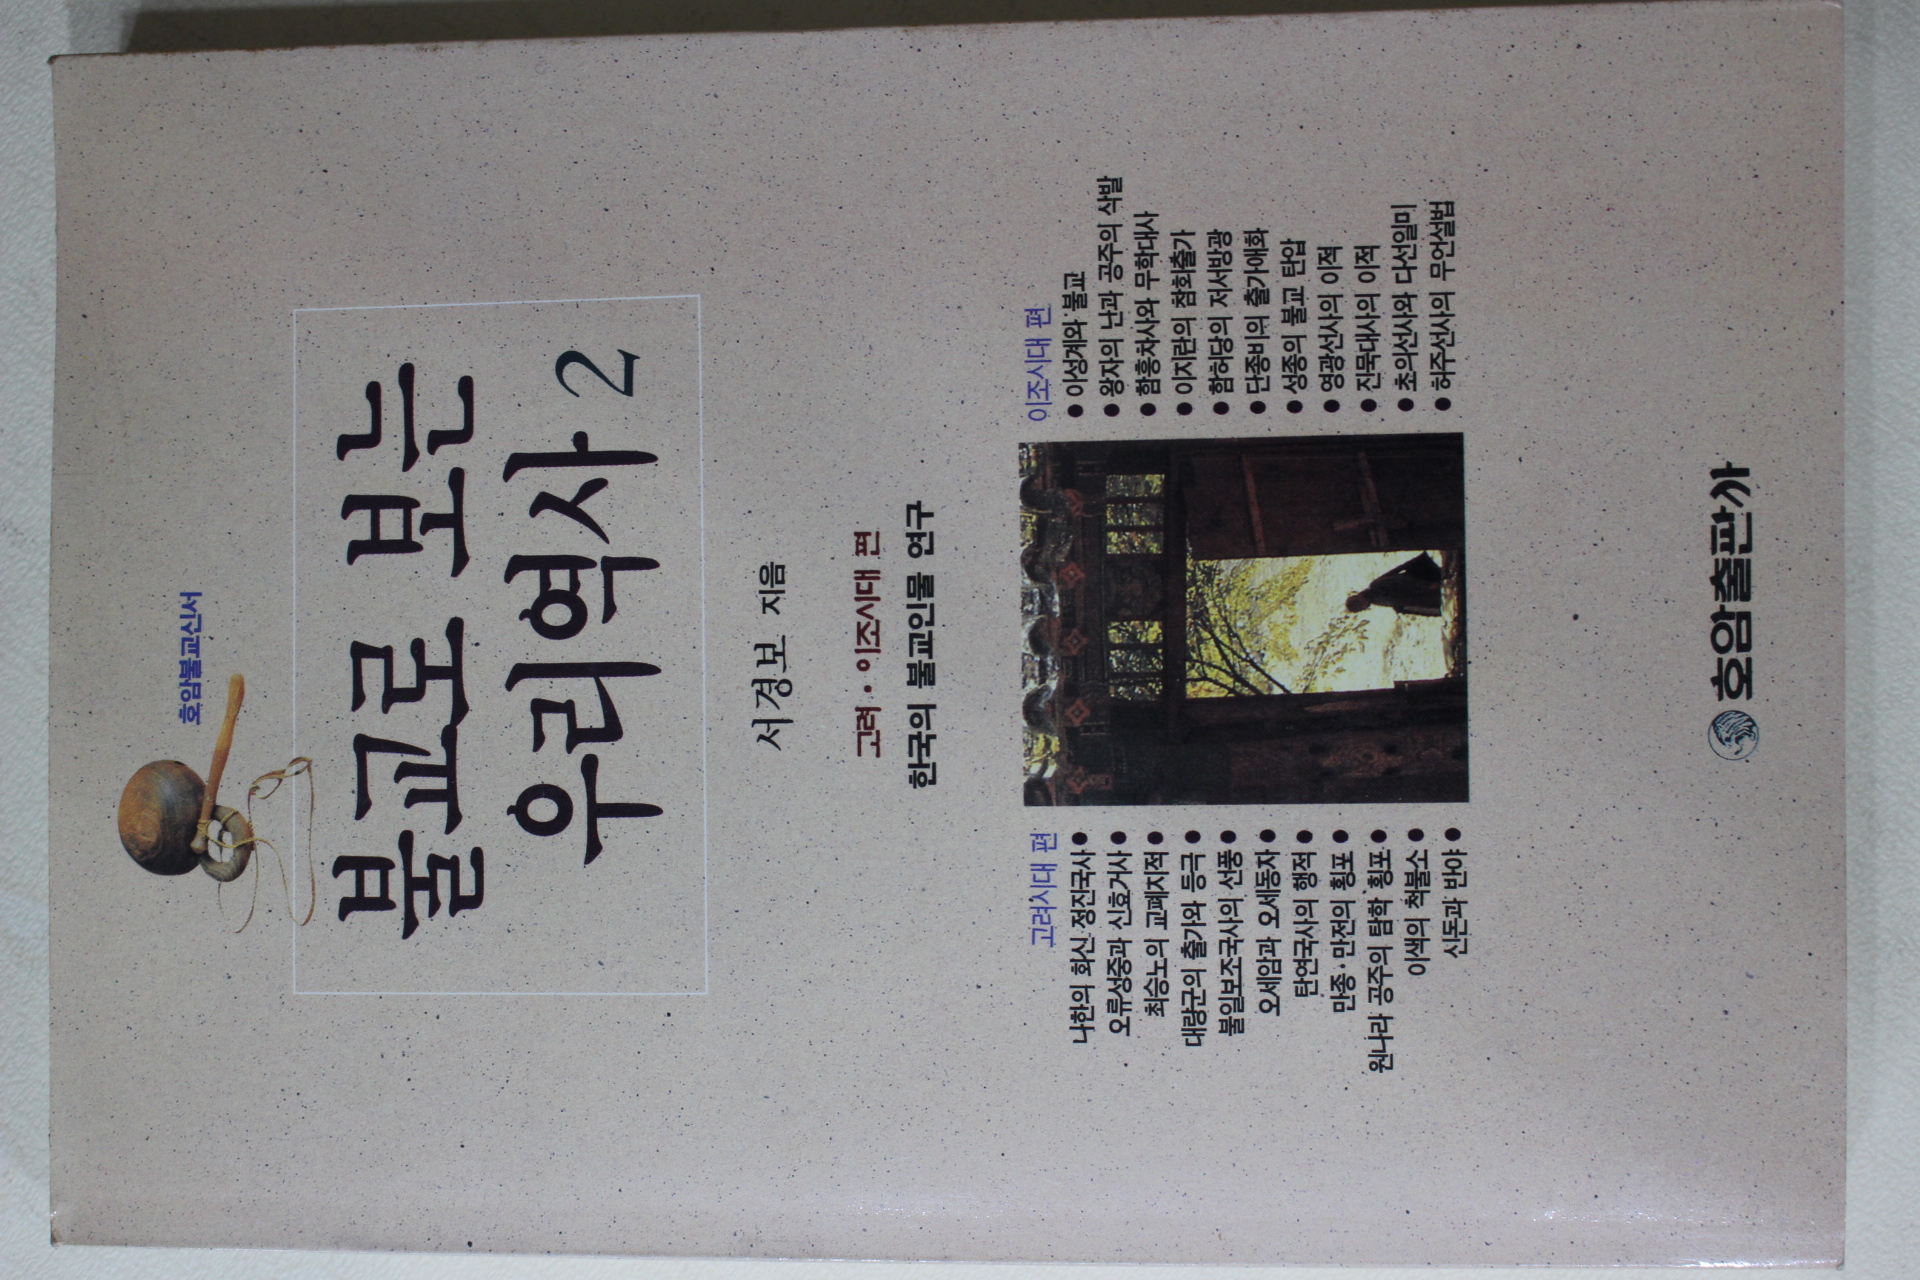 호암불교신서
불교로 보는
우리역사 2
서경보 지음
고려·이조시대 편
한국의 불교인물 연구
고려시대 편
나한의 화신 정진국사●
오류성중과 신효거사●
최승노의 교폐지적●
대량군의 출가와 등극●
불일보조국사의 선풍●
오세암과 오세동자●
탄연국사의 행적●
만종·만전의 횡포●
원나라 공주의 탐학 횡포●
이색의 척불소●
신돈과 반야●
이조시대 편
●이성계와 불교
●왕자의 난과 공주의 삭발
●함흥차사와 무학대사
●이지란의 참회출가
●함허당의 저서방광
●단종비의 출가애화
●성종의 불교 탄압
●영광선사의 이적
●진묵대사의 이적
●초의선사와 다선일미
●허주선사의 무언설법
호암출판사